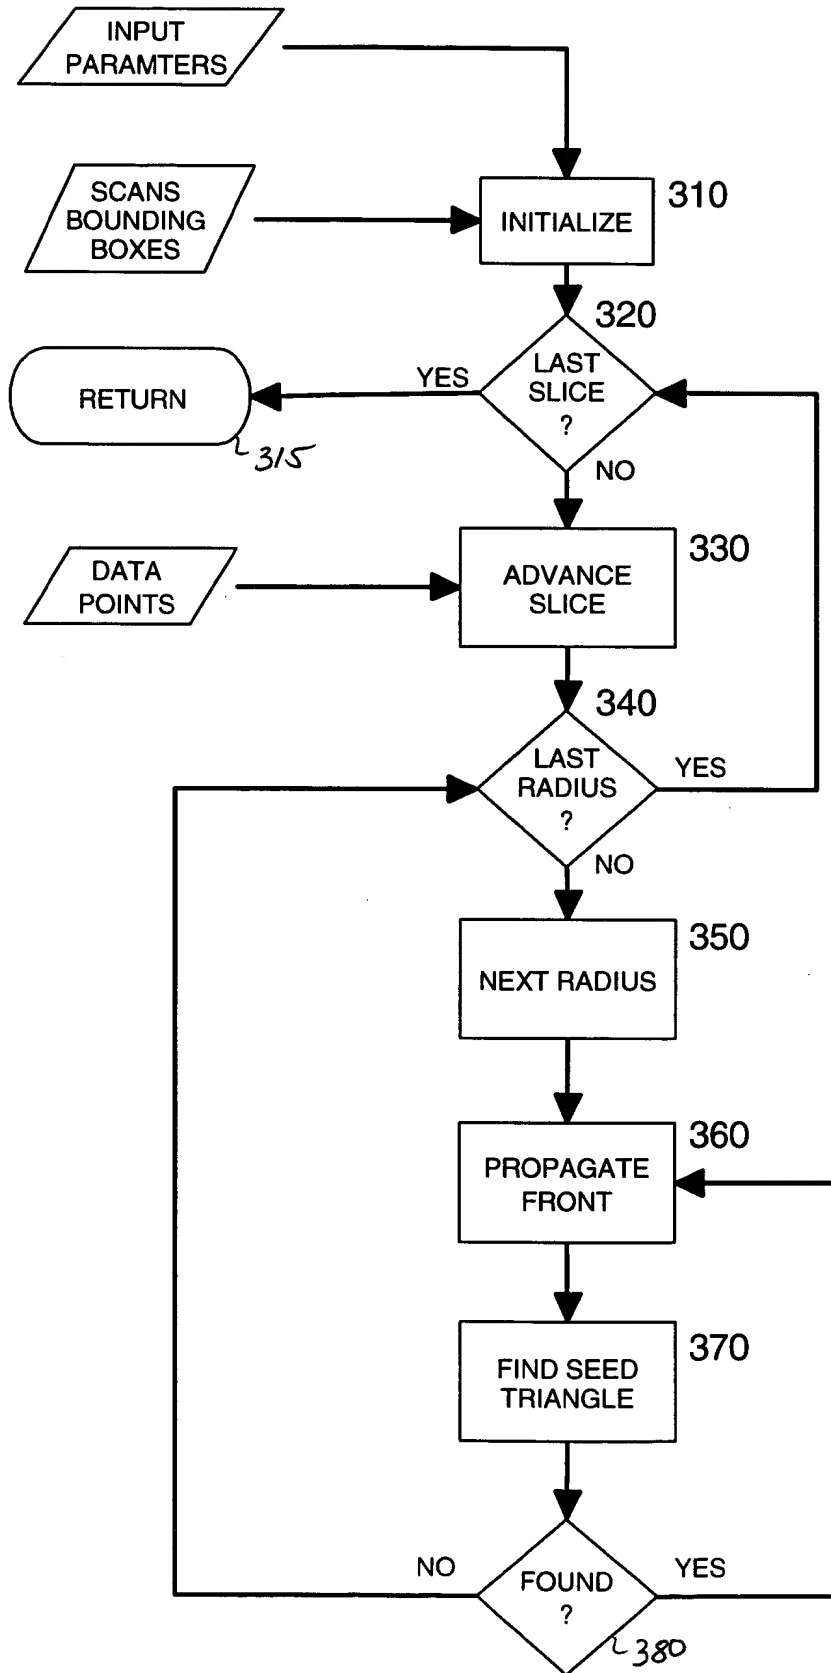 INPUT
PARAMTERS
310
SCANS
BOUNDING
BOXES
INITIALIZE
320
LAST
SLICE
?
YES
RETURN
315
NO
330
DATA
POINTS
ADVANCE
SLICE
340
LAST
RADIUS
?
YES
NO
350
NEXT RADIUS
360
PROPAGATE
FRONT
370
FIND SEED
TRIANGLE
NO
FOUND
?
YES
380